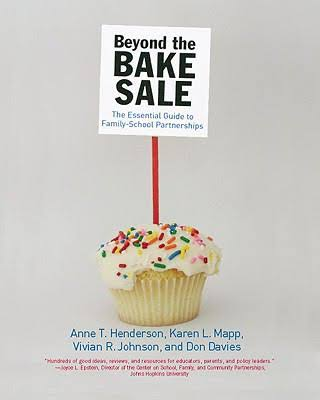 Beyond the
BAKE
SALE
The Essential Guide to
Family-School Partnerships
Anne T. Henderson, Karen L. Mapp,
Vivian R. Johnson, and Don Davies
"Hundreds of good ideas, reviews, and resources for educators, parents, and policy leaders."
—Joyce L. Epstein, Director of the Center on School, Family, and Community Partnerships,
Johns Hopkins University